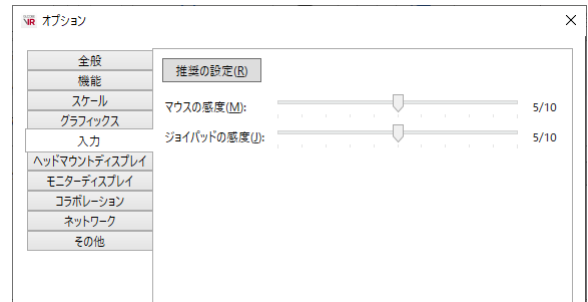 VR オプション
全般
機能
スケール
グラフィックス
入力
ヘッドマウントディスプレイ
モニターディスプレイ
コラボレーション
ネットワーク
その他
推奨の設定(R)
マウスの感度(M): 5/10
ジョイパッドの感度(J): 5/10